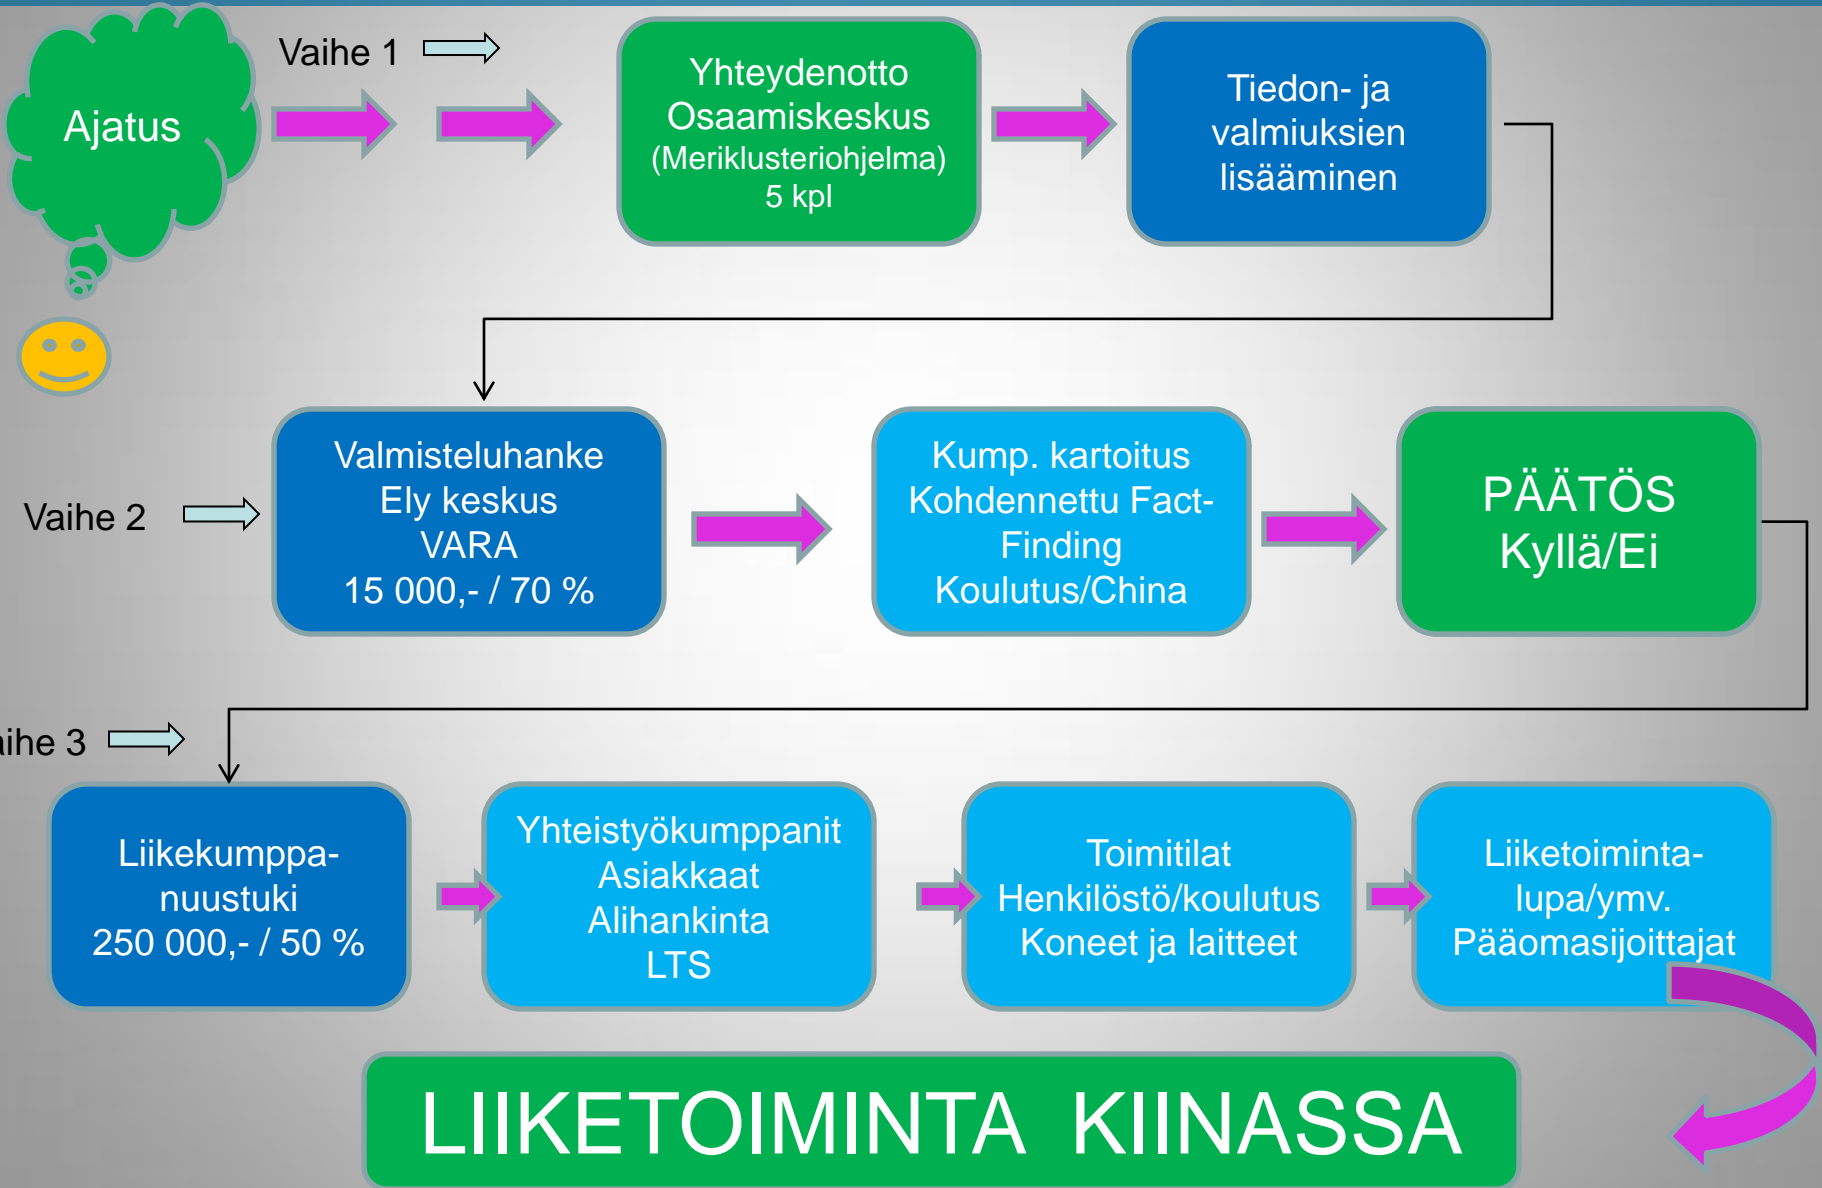 Ajatus
Vaihe 1
Yhteydenotto
Osaamiskeskus
(Meriklusteriohjelma)
5 kpl
Tiedon- ja
valmiuksien
lisääminen
Vaihe 2
Valmisteluhanke
Ely keskus
VARA
15 000,- / 70 %
Kump. kartoitus
Kohdennettu Fact-
Finding
Koulutus/China
PÄÄTÖS
Kyllä/Ei
aihe 3
Liikekumppa-
nuustuki
250 000,- / 50 %
Yhteistyökumppanit
Asiakkaat
Alihankinta
LTS
Toimitilat
Henkilöstö/koulutus
Koneet ja laitteet
Liiketoiminta-
lupa/ymv.
Pääomasijoittajat
LIIKETOIMINTA KIINASSA